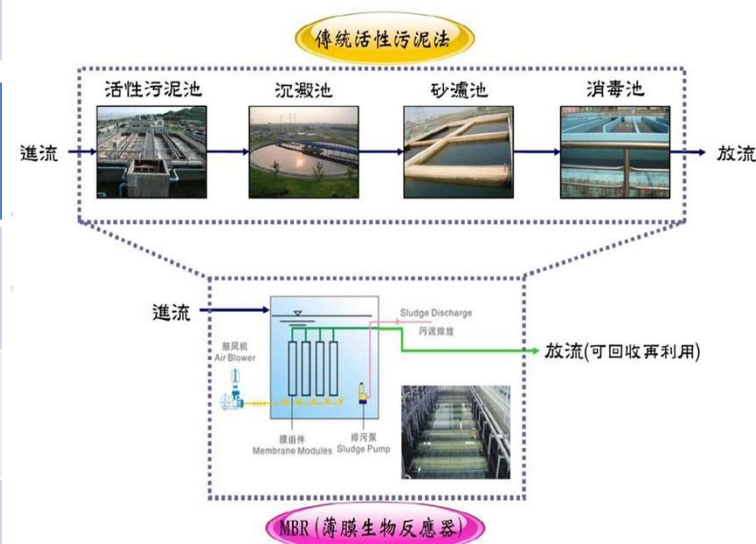 傳統活性污泥法
活性污泥池
沉澱池
砂濾池
消毒池
進流
放流
進流
Sludge Discharge
污泥排放
鼓风机
Air Blower
放流(可回收再利用)
膜组件
Membrane Modules
排污泵
Sludge Pump
MBR(薄膜生物反應器)